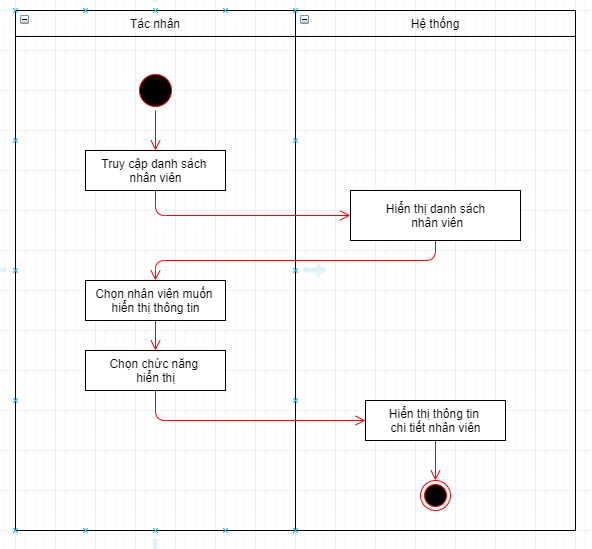 Tác nhân
Hệ thống
Truy cập danh sách
nhân viên
Hiển thị danh sách
nhân viên
Chọn nhân viên muốn
hiển thị thông tin
Chọn chức năng
hiển thị
Hiển thị thông tin
chi tiết nhân viên